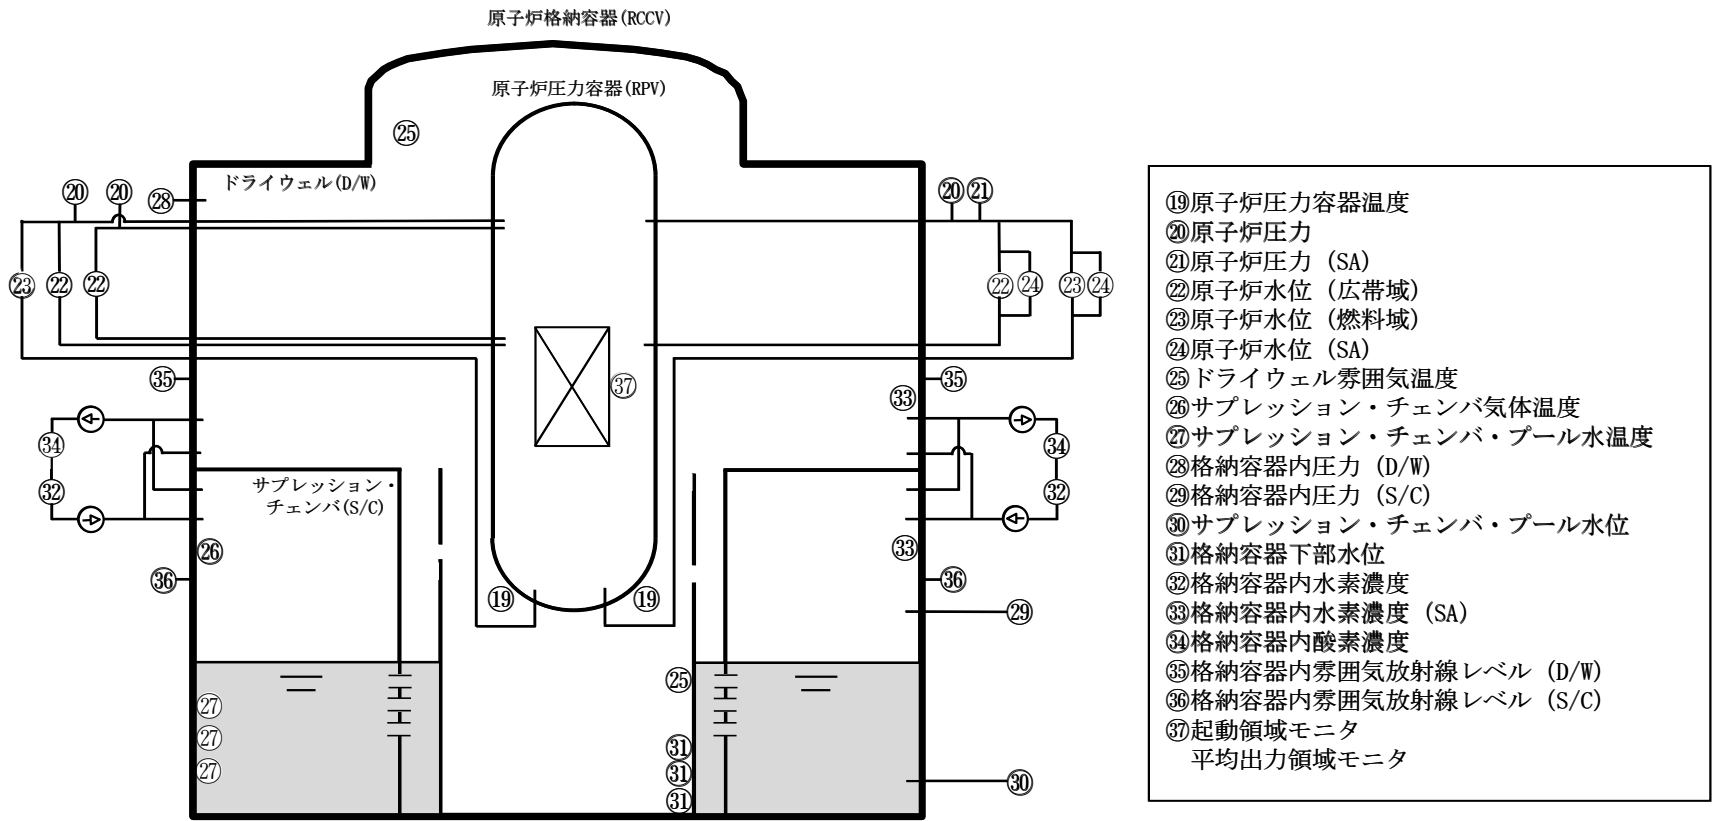 原子炉格納容器(RCCV)
原子炉圧力容器(RPV)
㉕
ドライウェル(D/W)
⑳ ⑳ ㉘ ⑳ ㉑
㉓ ㉒ ㉒ ㉒ ㉔ ㉓ ㉔
㉟ ㊲ ㉟
㉝
㉞ ㉞
サプレッション・
チェンバ(S/C)
㉜ ㉜
㉖ ㉝
㊱ ㊱
⑲ ⑲ ㉙
㉕
㉗
㉗ ㉛
㉗ ㉛ ㉚
㉛
⑲原子炉圧力容器温度
⑳原子炉圧力
㉑原子炉圧力 (SA)
㉒原子炉水位 (広帯域)
㉓原子炉水位 (燃料域)
㉔原子炉水位 (SA)
㉕ドライウェル雰囲気温度
㉖サプレッション・チェンバ気体温度
㉗サプレッション・チェンバ・プール水温度
㉘格納容器内圧力 (D/W)
㉙格納容器内圧力 (S/C)
㉚サプレッション・チェンバ・プール水位
㉛格納容器下部水位
㉜格納容器内水素濃度
㉝格納容器内水素濃度 (SA)
㉞格納容器内酸素濃度
㉟格納容器内雰囲気放射線レベル (D/W)
㊱格納容器内雰囲気放射線レベル (S/C)
㊲起動領域モニタ
平均出力領域モニタ